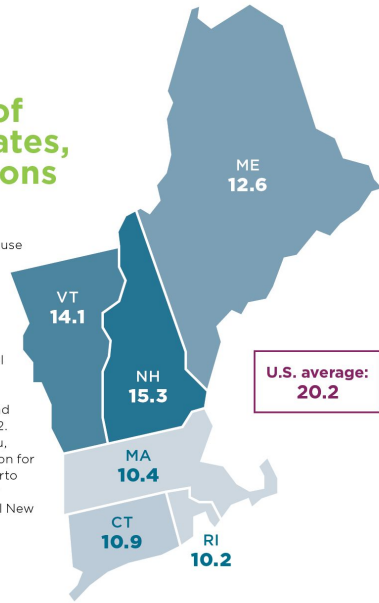 of
ates,
ons
use
l
nd
2.
u,
on for
rto
l New
ME
12.6
VT
14.1
NH
15.3
U.S. average:
20.2
MA
10.4
CT
10.9
RI
10.2